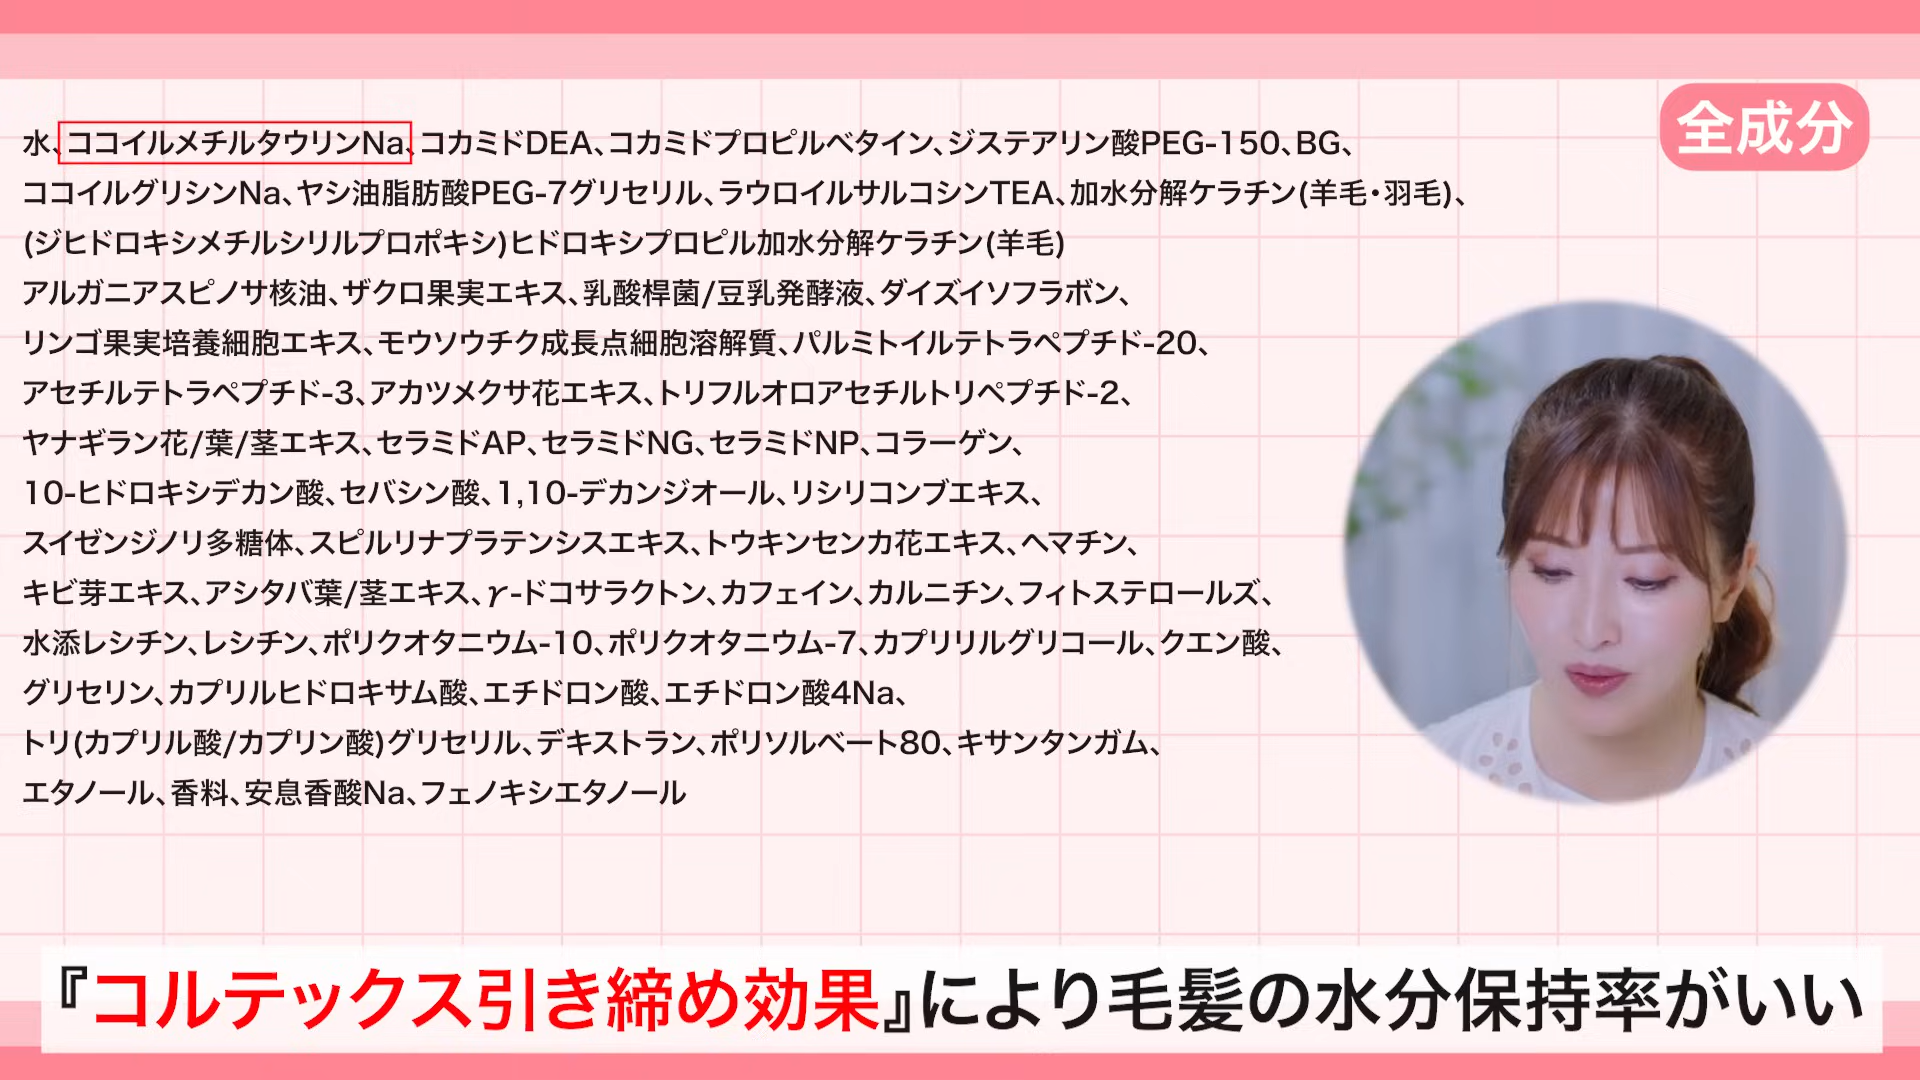 全成分
水、ココイルメチルタウリンNa、コカミドDEA、コカミドプロピルベタイン、ジステアリン酸PEG-150、BG、
ココイルグリシンNa、ヤシ油脂肪酸PEG-7グリセリル、ラウロイルサルコシンTEA、加水分解ケラチン(羊毛・羽毛)、
(ジヒドロキシメチルシリルプロポキシ)ヒドロキシプロピル加水分解ケラチン(羊毛)
アルガニアスピノサ核油、ザクロ果実エキス、乳酸桿菌/豆乳発酵液、ダイズイソフラボン、
リンゴ果実培養細胞エキス、モウソウチク成長点細胞溶解質、パルミトイルテトラペプチド-20、
アセチルテトラペプチド-3、アカツメクサ花エキス、トリフルオロアセチルトリペプチド-2、
ヤナギラン花/葉/茎エキス、セラミドAP、セラミドNG、セラミドNP、コラーゲン、
10-ヒドロキシデカン酸、セバシン酸、1,10-デカンジオール、リシリコンブエキス、
スイゼンジノリ多糖体、スピルリナプラテンシスエキス、トウキンセンカ花エキス、ヘマチン、
キビ芽エキス、アシタバ葉/茎エキス、γ-ドコサラクトン、カフェイン、カルニチン、フィトステロールズ、
水添レシチン、レシチン、ポリクオタニウム-10、ポリクオタニウム-7、カプリリルグリコール、クエン酸、
グリセリン、カプリルヒドロキサム酸、エチドロン酸、エチドロン酸4Na、
トリ(カプリル酸/カプリン酸)グリセリル、デキストラン、ポリソルベート80、キサンタンガム、
エタノール、香料、安息香酸Na、フェノキシエタノール
『コルテックス引き締め効果』により毛髪の水分保持率がいい